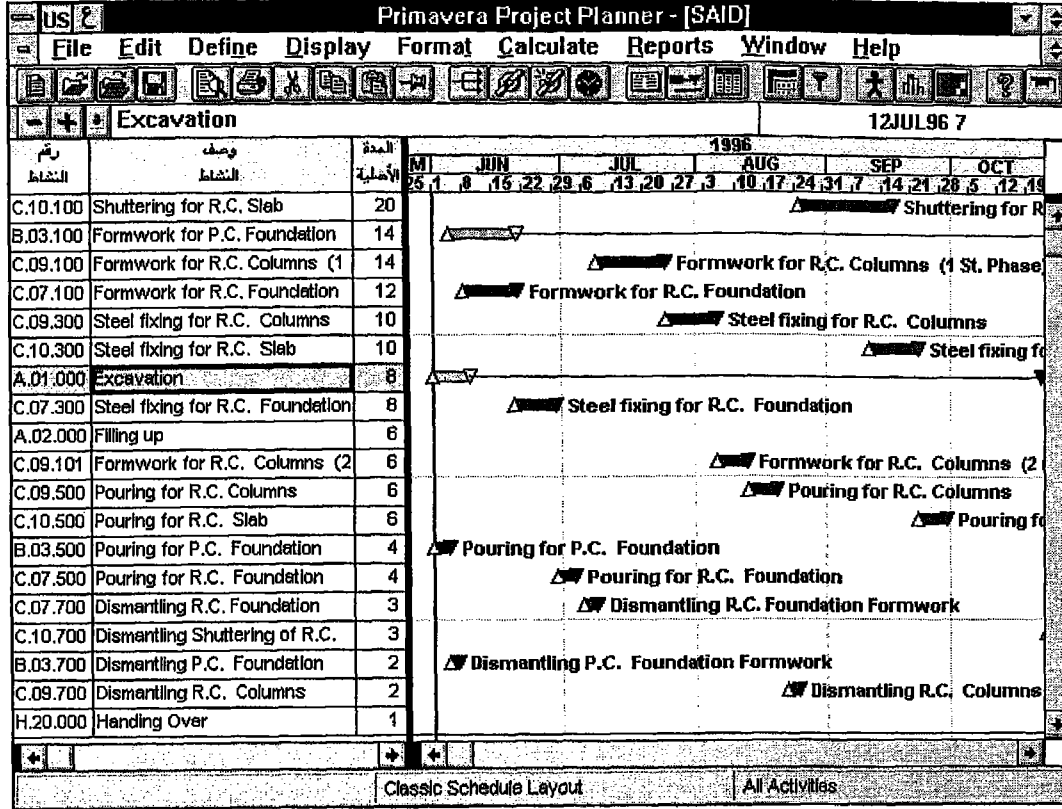 US
Primavera Project Planner - [SAID]
File Edit Define Display Format Calculate Reports Window Help
Excavation
12JUL96 7
رقم النشاط
وصف النشاط
المدة الأصلية
1996
M JUN JUL AUG SEP OCT
25 ,1 ,8 ,15 ,22 ,29 ,6 ,13 ,20 ,27 ,3 ,10 ,17 ,24 ,31 ,7 ,14 ,21 ,28 ,5 ,12 ,19
C.10.100 Shuttering for R.C. Slab 20 Shuttering for R
B.03.100 Formwork for P.C. Foundation 14
C.09.100 Formwork for R.C. Columns (1 14 Formwork for R.C. Columns (1 St. Phase
C.07.100 Formwork for R.C. Foundation 12 Formwork for R.C. Foundation
C.09.300 Steel fixing for R.C. Columns 10 Steel fixing for R.C. Columns
C.10.300 Steel fixing for R.C. Slab 10 Steel fixing fo
A.01.000 Excavation 8
C.07.300 Steel fixing for R.C. Foundation 8 Steel fixing for R.C. Foundation
A.02.000 Filling up 6
C.09.101 Formwork for R.C. Columns (2 6 Formwork for R.C. Columns (2
C.09.500 Pouring for R.C. Columns 6 Pouring for R.C. Columns
C.10.500 Pouring for R.C. Slab 6 Pouring fo
B.03.500 Pouring for P.C. Foundation 4 Pouring for P.C. Foundation
C.07.500 Pouring for R.C. Foundation 4 Pouring for R.C. Foundation
C.07.700 Dismantling R.C. Foundation 3 Dismantling R.C. Foundation Formwork
C.10.700 Dismantling Shuttering of R.C. 3
B.03.700 Dismantling P.C. Foundation 2 Dismantling P.C. Foundation Formwork
C.09.700 Dismantling R.C. Columns 2 Dismantling R.C. Columns
H.20.000 Handing Over 1
Classic Schedule Layout
All Activities